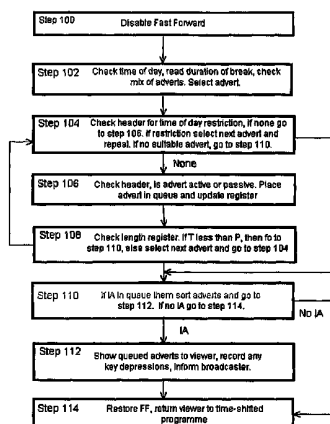 Step 100
Disable Fast Forward
Step 102
Check time of day, read duration of break, check
mix of adverts. Select advert.
Step 104
Check header for time of day restriction, if none go
to step 106. If restriction select next advert and
repeat. If no suitable advert, go to step 110.
None
Step 106
Check header, is advert active or passive. Place
advert in queue and update register
Step 108
Check length register. If T less than P, then fo to
step 110, else select next advert and go to step 104
Step 110
If IA in queue them sort adverts and go to
step 112. If no IA go to step 114.
No IA
IA
Step 112
Show queued adverts to viewer, record any
key depressions, inform broadcaster.
Step 114
Restore FF, return viewer to time-shifted
programme